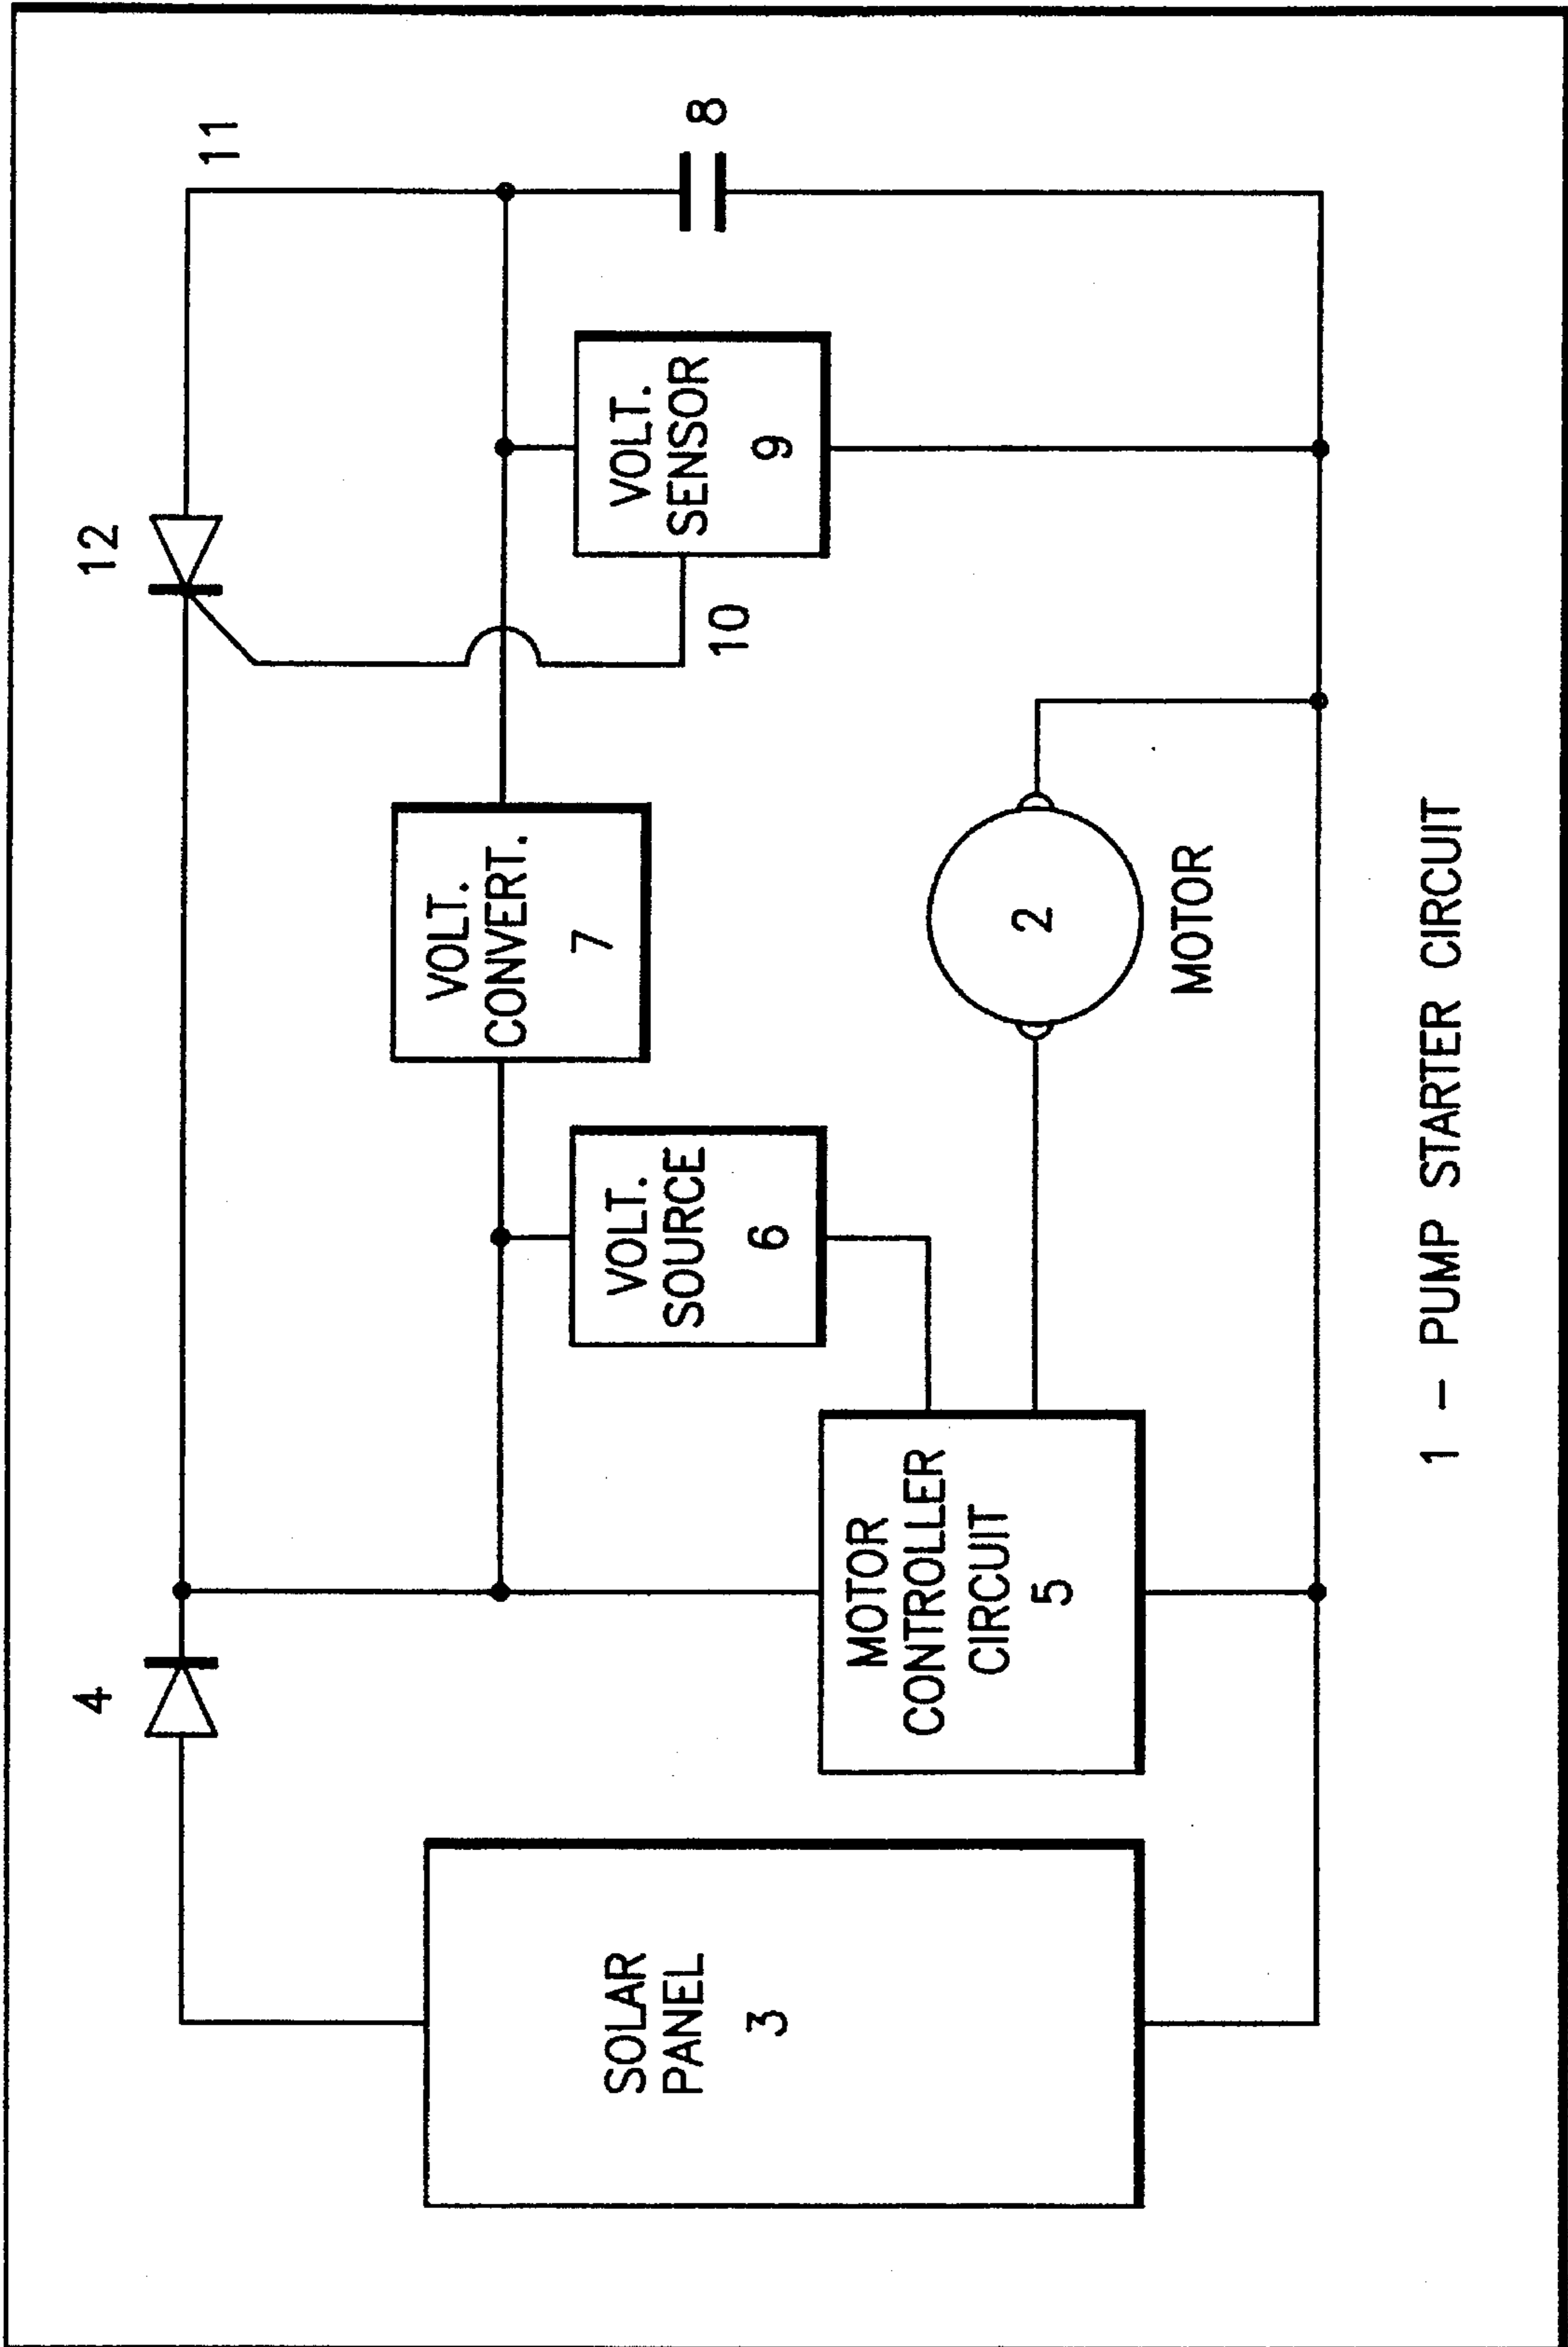 4
12
11
VOLT.
CONVERT.
7
SOLAR
PANEL
3
VOLT.
SOURCE
6
VOLT.
SENSOR
9
10
8
MOTOR
CONTROLLER
CIRCUIT
5
2
MOTOR
1 - PUMP STARTER CIRCUIT